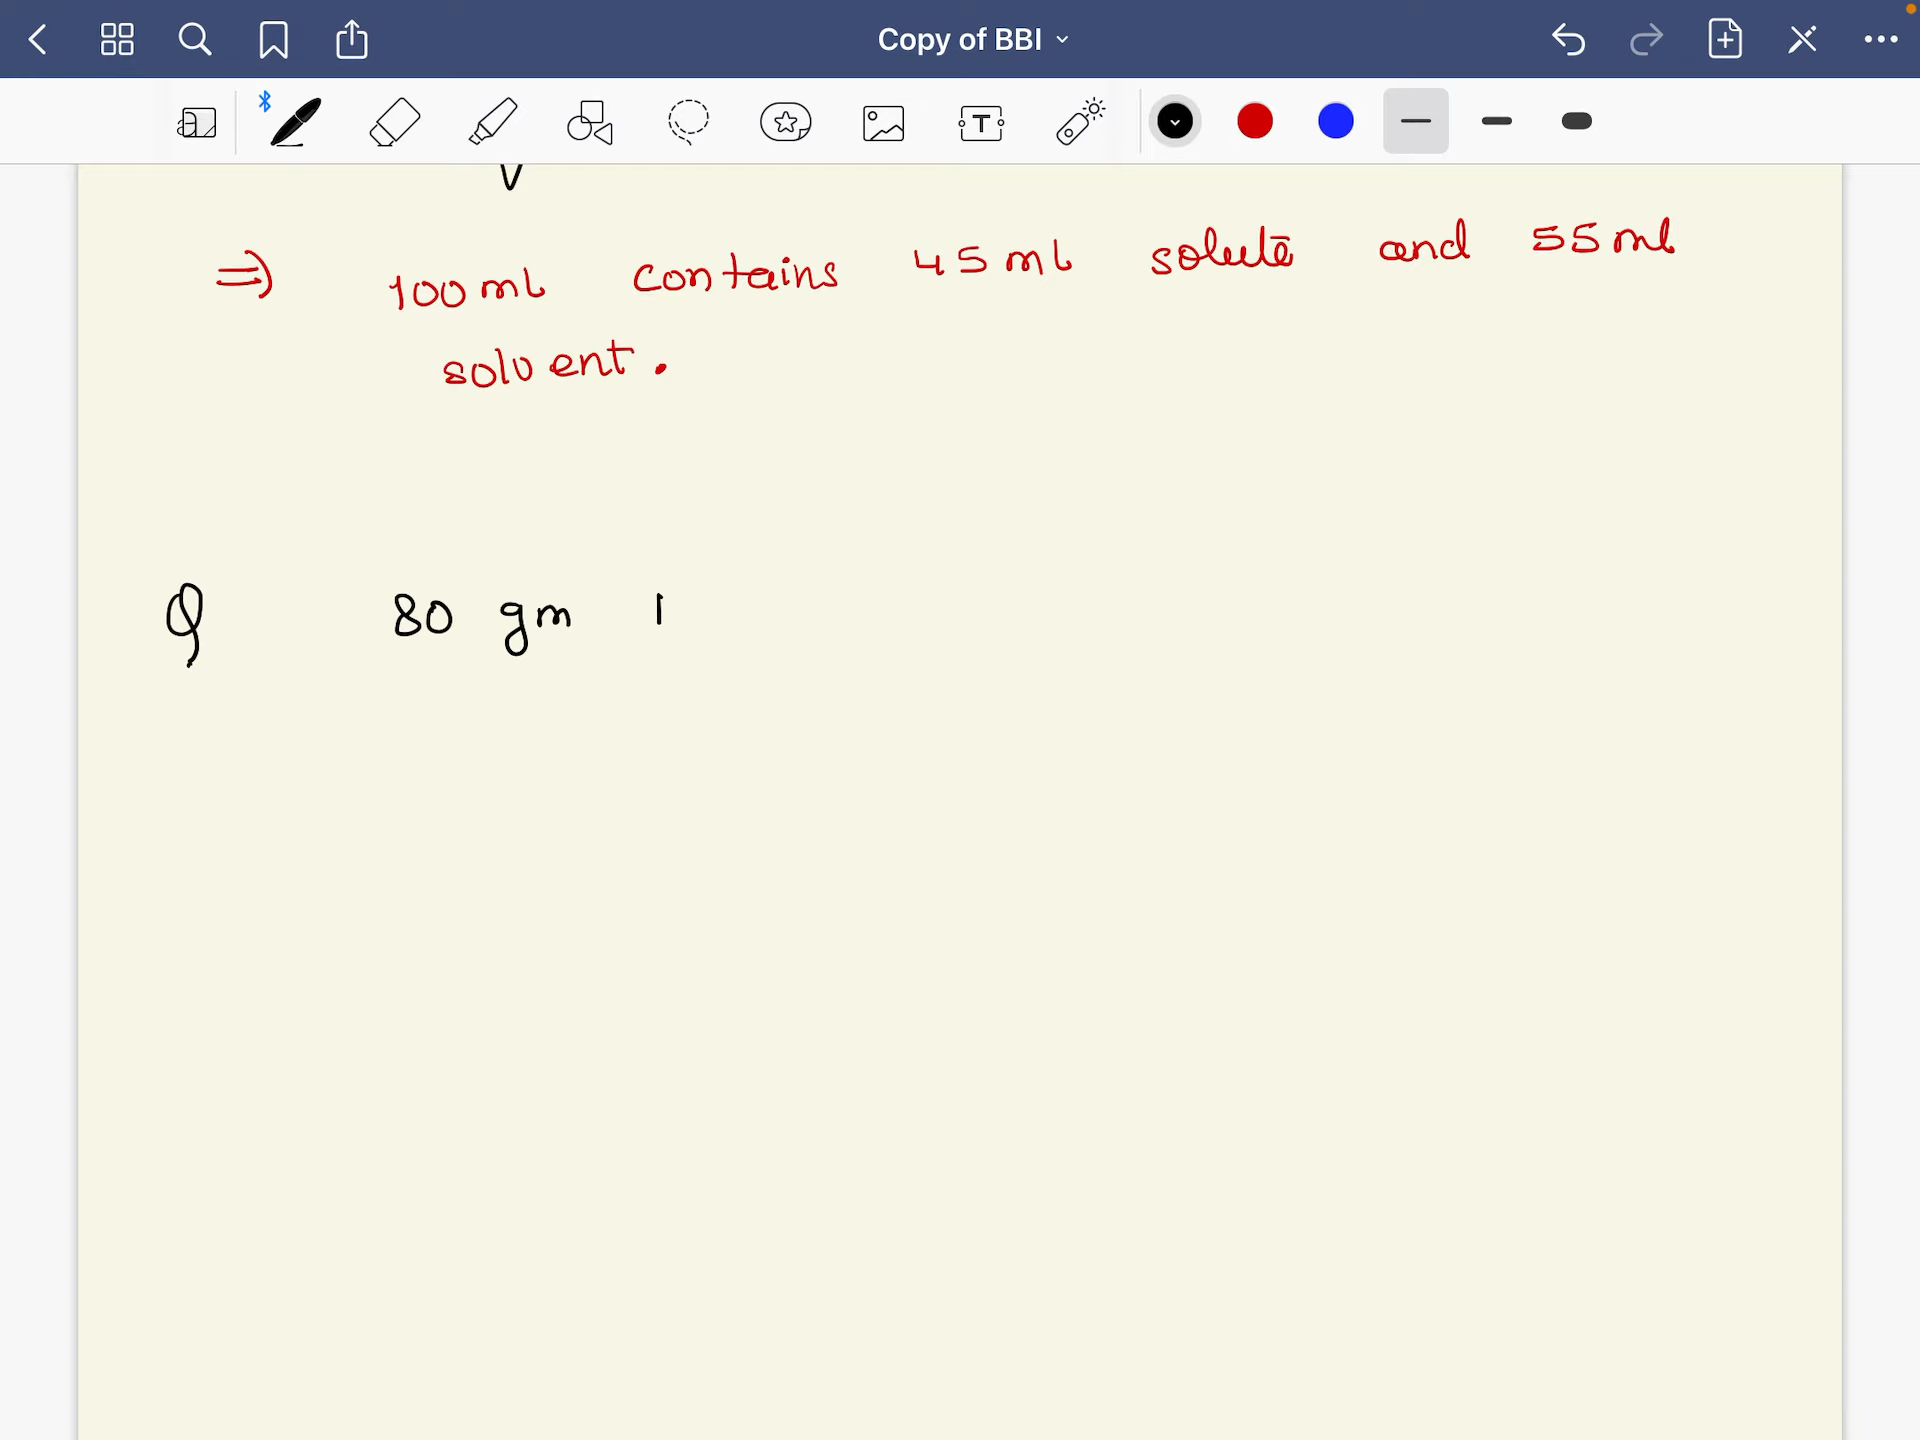 Copy of BBI
V
⇒ 100 ml contains 45 ml solute and 55 ml
solvent.
Q 80 gm